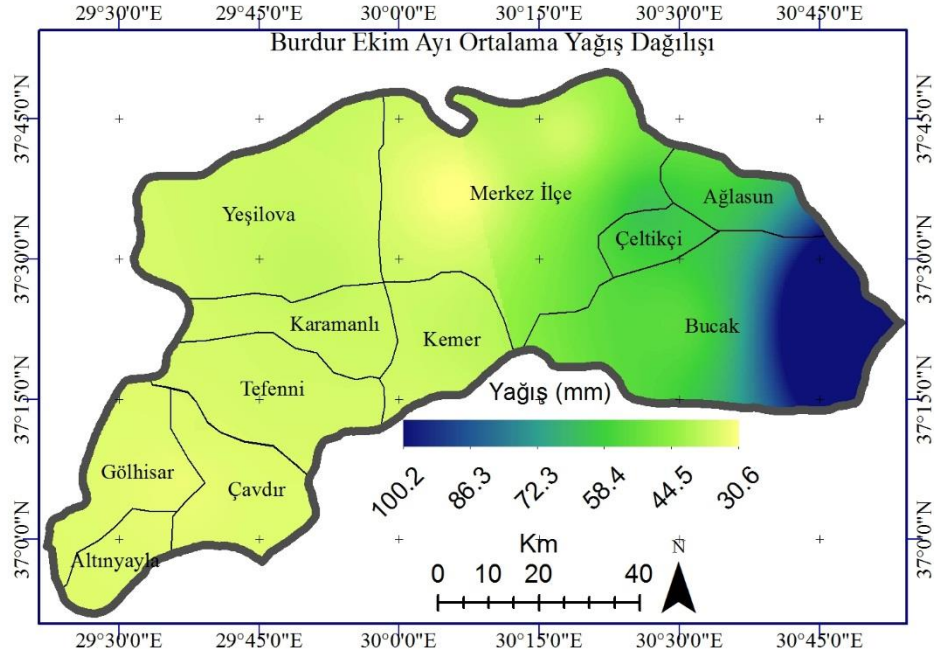 29°30'0"E 29°45'0"E 30°0'0"E 30°15'0"E 30°30'0"E 30°45'0"E
Burdur Ekim Ayı Ortalama Yağış Dağılişı
37°45'0"N 37°45'0"N
Merkez İlçe
Ağlasun
Yeşilova
Çeltikçi
37°30'0"N 37°30'0"N
Karamanlı
Kemer
Bucak
Tefenni
37°15'0"N 37°15'0"N
Yağış (mm)
100.2 86.3 72.3 58.4 44.5 30.6
Gölhisar
Çavdır
37°0'0"N 37°0'0"N
Altınyayla
Km
N
0 10 20 40
29°30'0"E 29°45'0"E 30°0'0"E 30°15'0"E 30°30'0"E 30°45'0"E